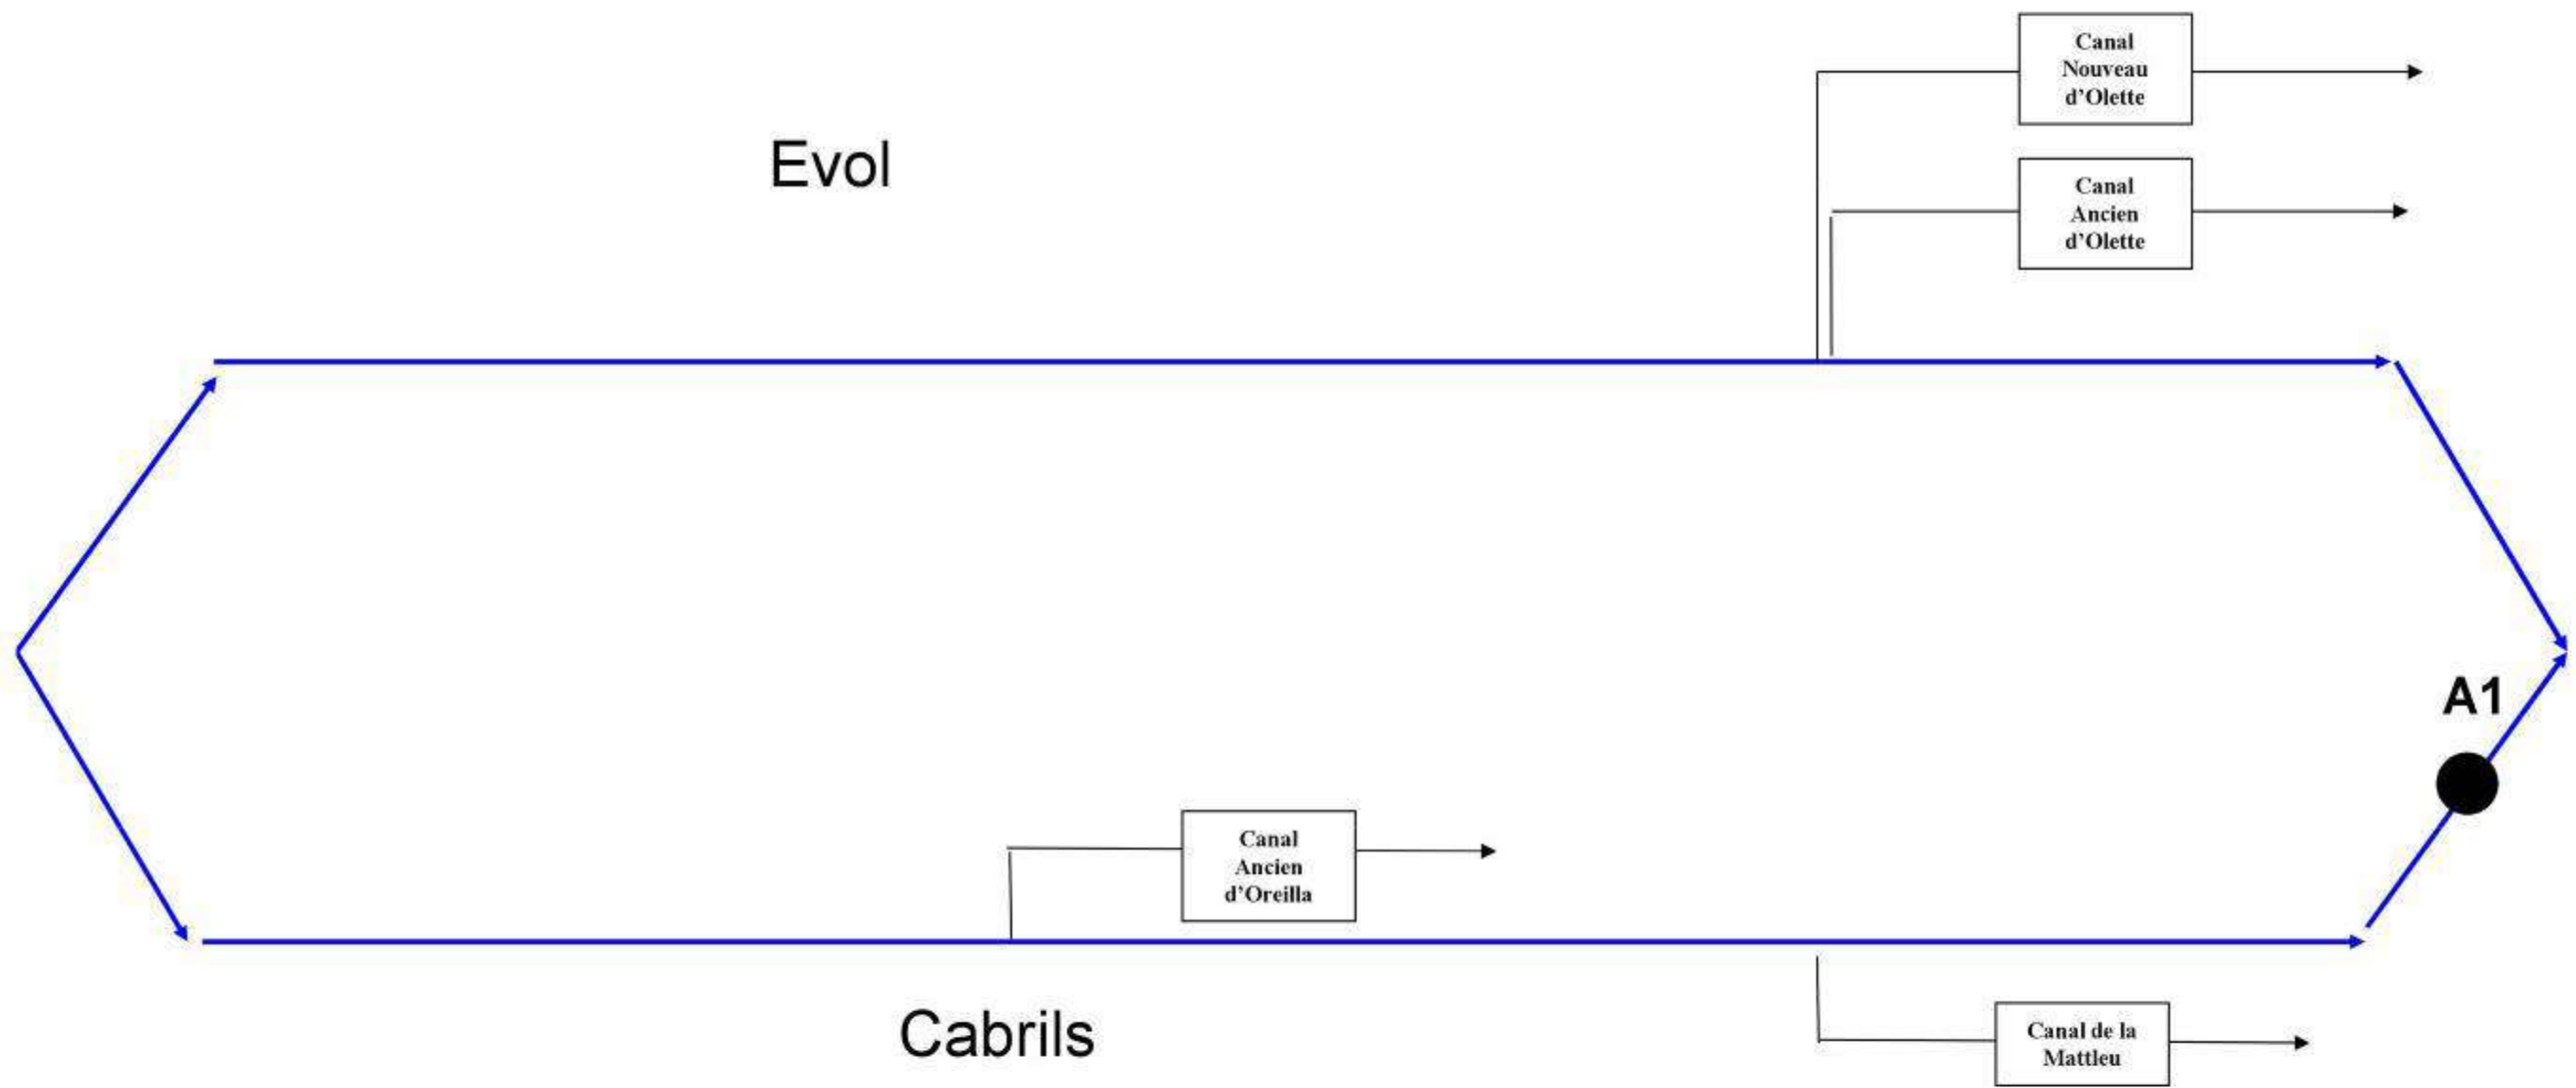 Canal
Nouveau
d'Olette
Evol
Canal
Ancien
d'Olette
A1
Canal
Ancien
d'Oreilla
Cabrils
Canal de la
Mattleu